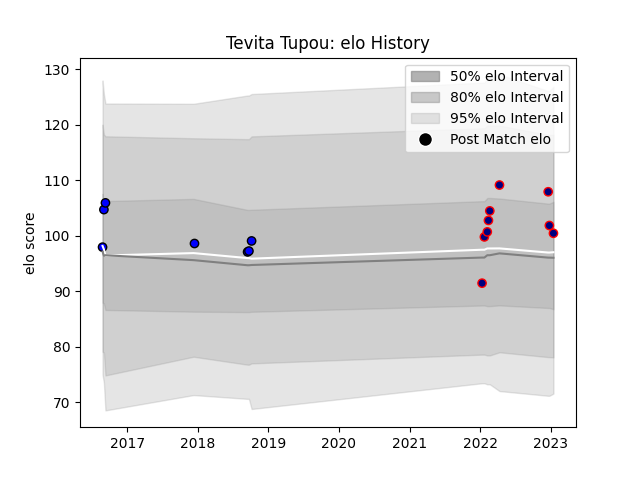 Tevita Tupou: elo History
130
120
110
100
90
80
70
elo score
50% elo Interval
80% elo Interval
95% elo Interval
Post Match elo
2017
2018
2019
2020
2021
2022
2023